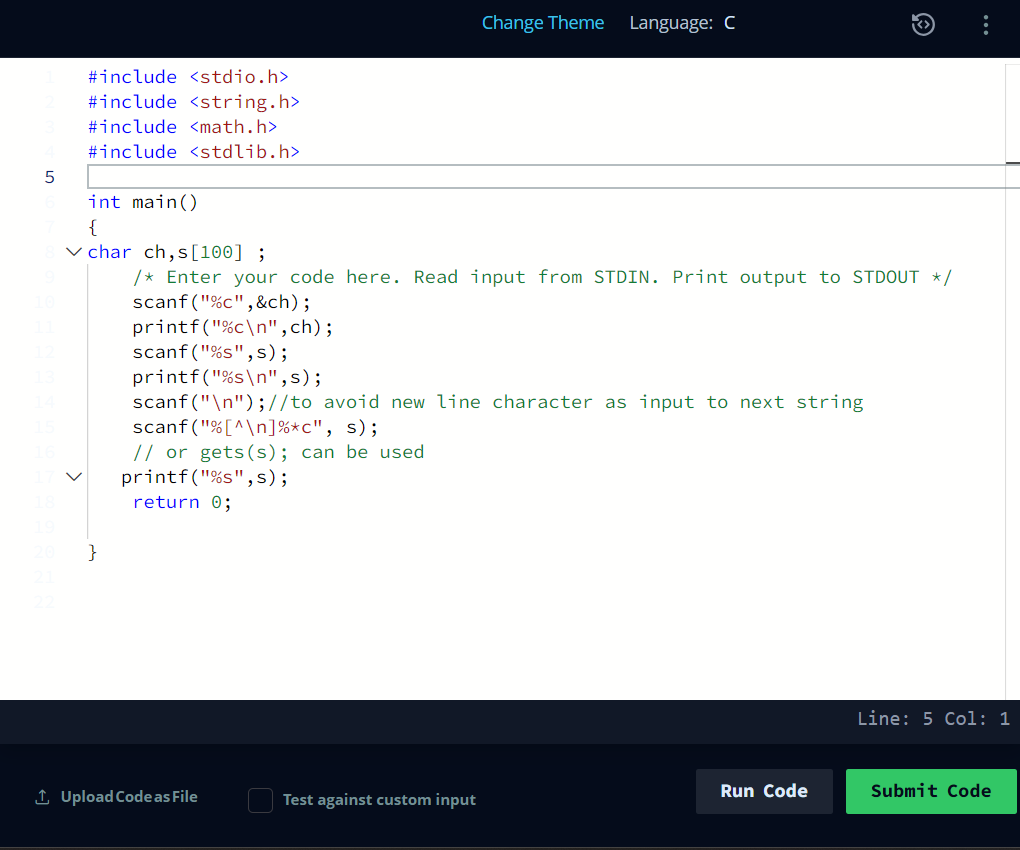 Change Theme Language: C
1 #include <stdio.h>
2 #include <string.h>
3 #include <math.h>
4 #include <stdlib.h>
5
6 int main()
7 {
8 char ch,s[100] ;
9 /* Enter your code here. Read input from STDIN. Print output to STDOUT */
10 scanf("%c",&ch);
11 printf("%c\n",ch);
12 scanf("%s",s);
13 printf("%s\n",s);
14 scanf("\n");//to avoid new line character as input to next string
15 scanf("%[^\n]%*c", s);
16 // or gets(s); can be used
17 printf("%s",s);
18 return 0;
19
20 }
21
22
Line: 5 Col: 1
Upload Code as File Test against custom input Run Code Submit Code